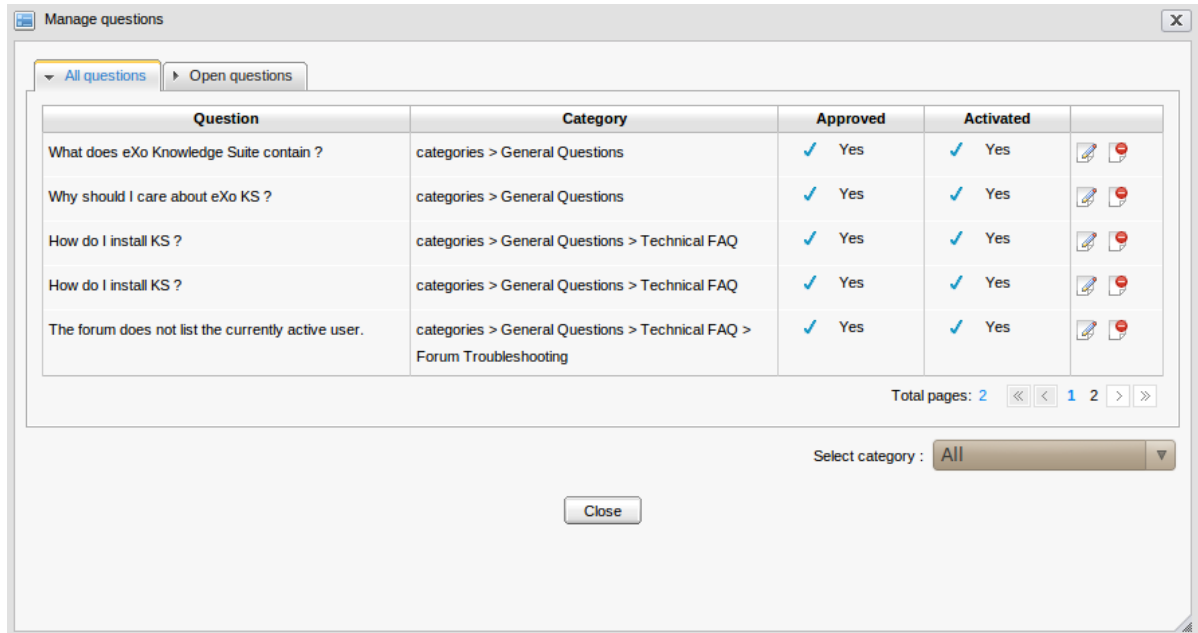 Manage questions
X
All questions
Open questions
Question Category Approved Activated
What does eXo Knowledge Suite contain ? categories > General Questions Yes Yes
Why should I care about eXo KS ? categories > General Questions Yes Yes
How do I install KS ? categories > General Questions > Technical FAQ Yes Yes
How do I install KS ? categories > General Questions > Technical FAQ Yes Yes
The forum does not list the currently active user. categories > General Questions > Technical FAQ > Yes Yes
Forum Troubleshooting
Total pages: 2 « < 1 2 > »
Select category : All
Close